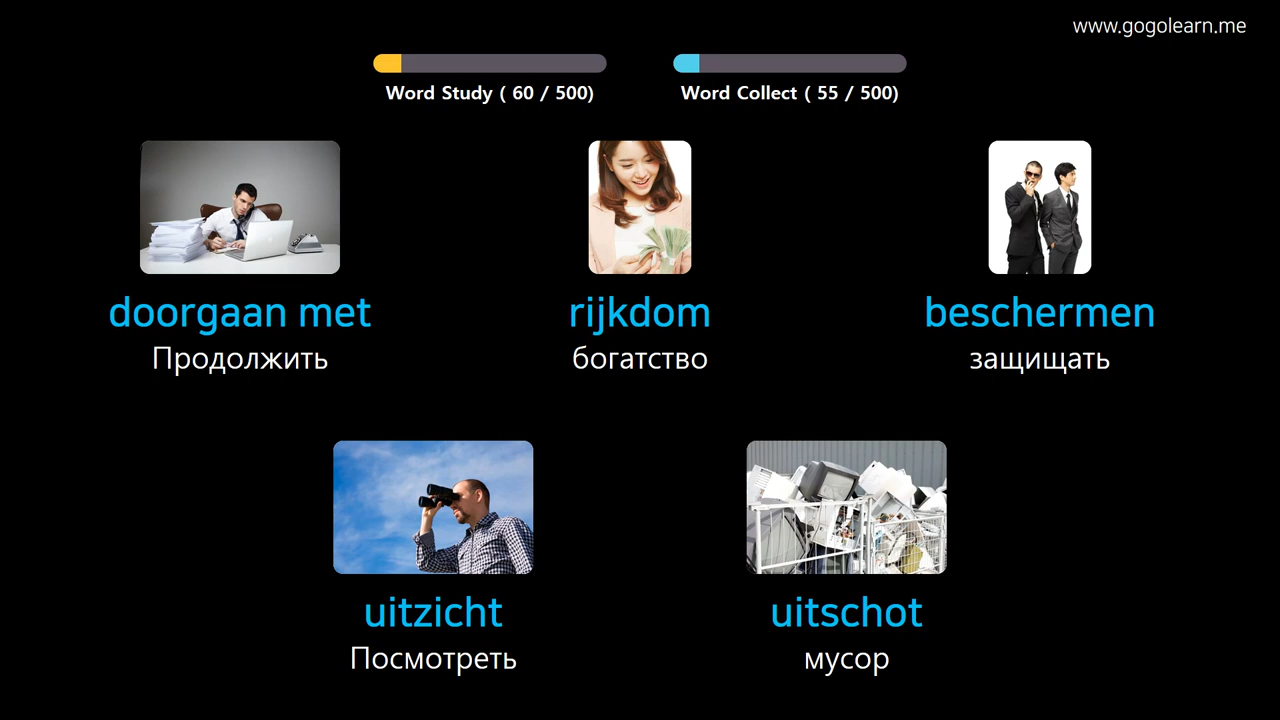 www.gogolearn.me
Word Study ( 60 / 500)
Word Collect ( 55 / 500)
doorgaan met
Продолжить
rijkdom
богатство
beschermen
защищать
uitzicht
Посмотреть
uitschot
мусор